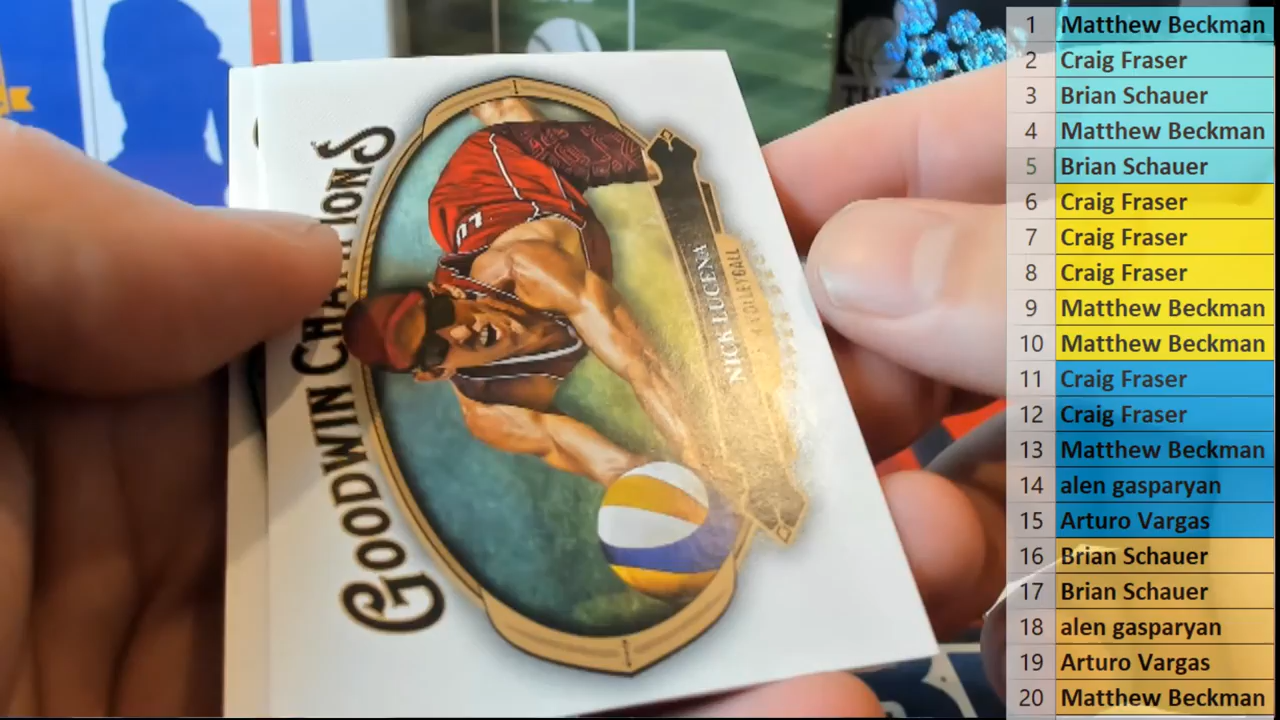 GOODWIN CHAMPIONS
NICK LUCENA
VOLLEYBALL
07
1 Matthew Beckman
2 Craig Fraser
3 Brian Schauer
4 Matthew Beckman
5 Brian Schauer
6 Craig Fraser
7 Craig Fraser
8 Craig Fraser
9 Matthew Beckman
10 Matthew Beckman
11 Craig Fraser
12 Craig Fraser
13 Matthew Beckman
14 alen gasparyan
15 Arturo Vargas
16 Brian Schauer
17 Brian Schauer
18 alen gasparyan
19 Arturo Vargas
20 Matthew Beckman